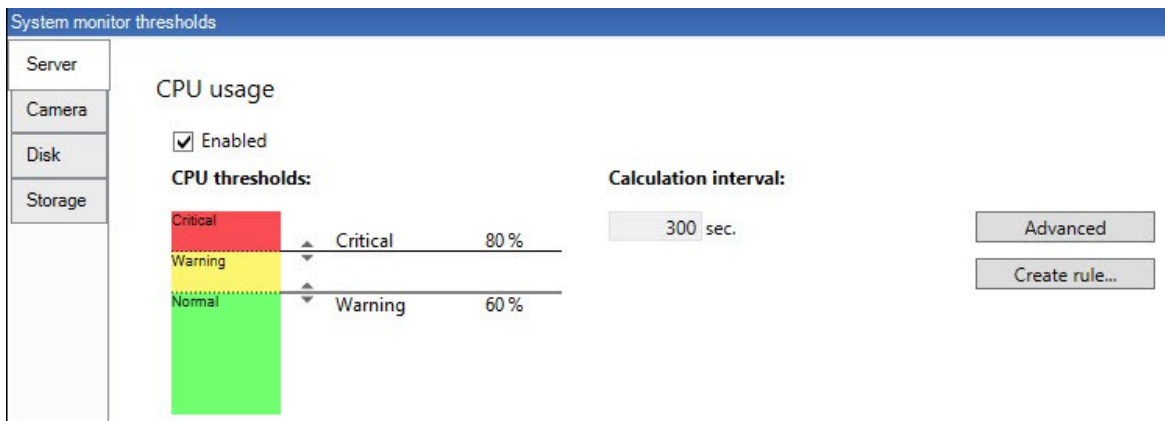 System monitor thresholds
Server
Camera
Disk
Storage
CPU usage
Enabled
CPU thresholds:
Critical
Warning
Normal
Critical 80 %
Warning 60 %
Calculation interval:
300 sec.
Advanced
Create rule...